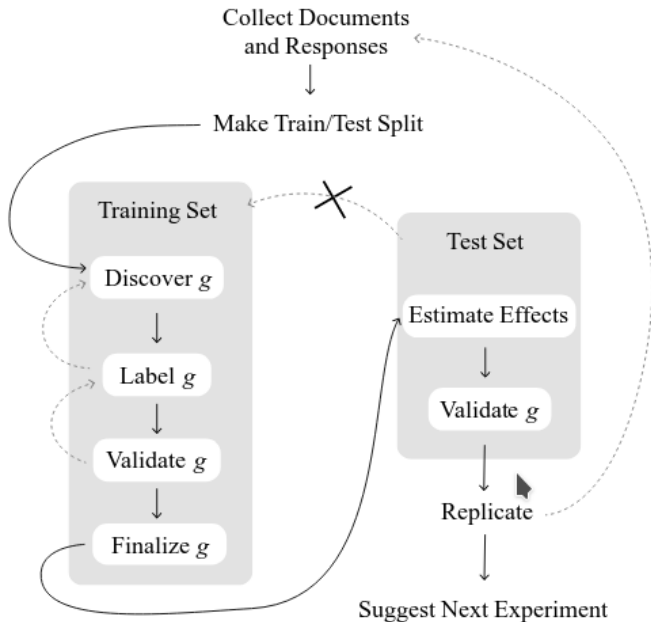 Collect Documents
and Responses
Make Train/Test Split
Training Set
Discover g
Label g
Validate g
Finalize g
Test Set
Estimate Effects
Validate g
Replicate
Suggest Next Experiment